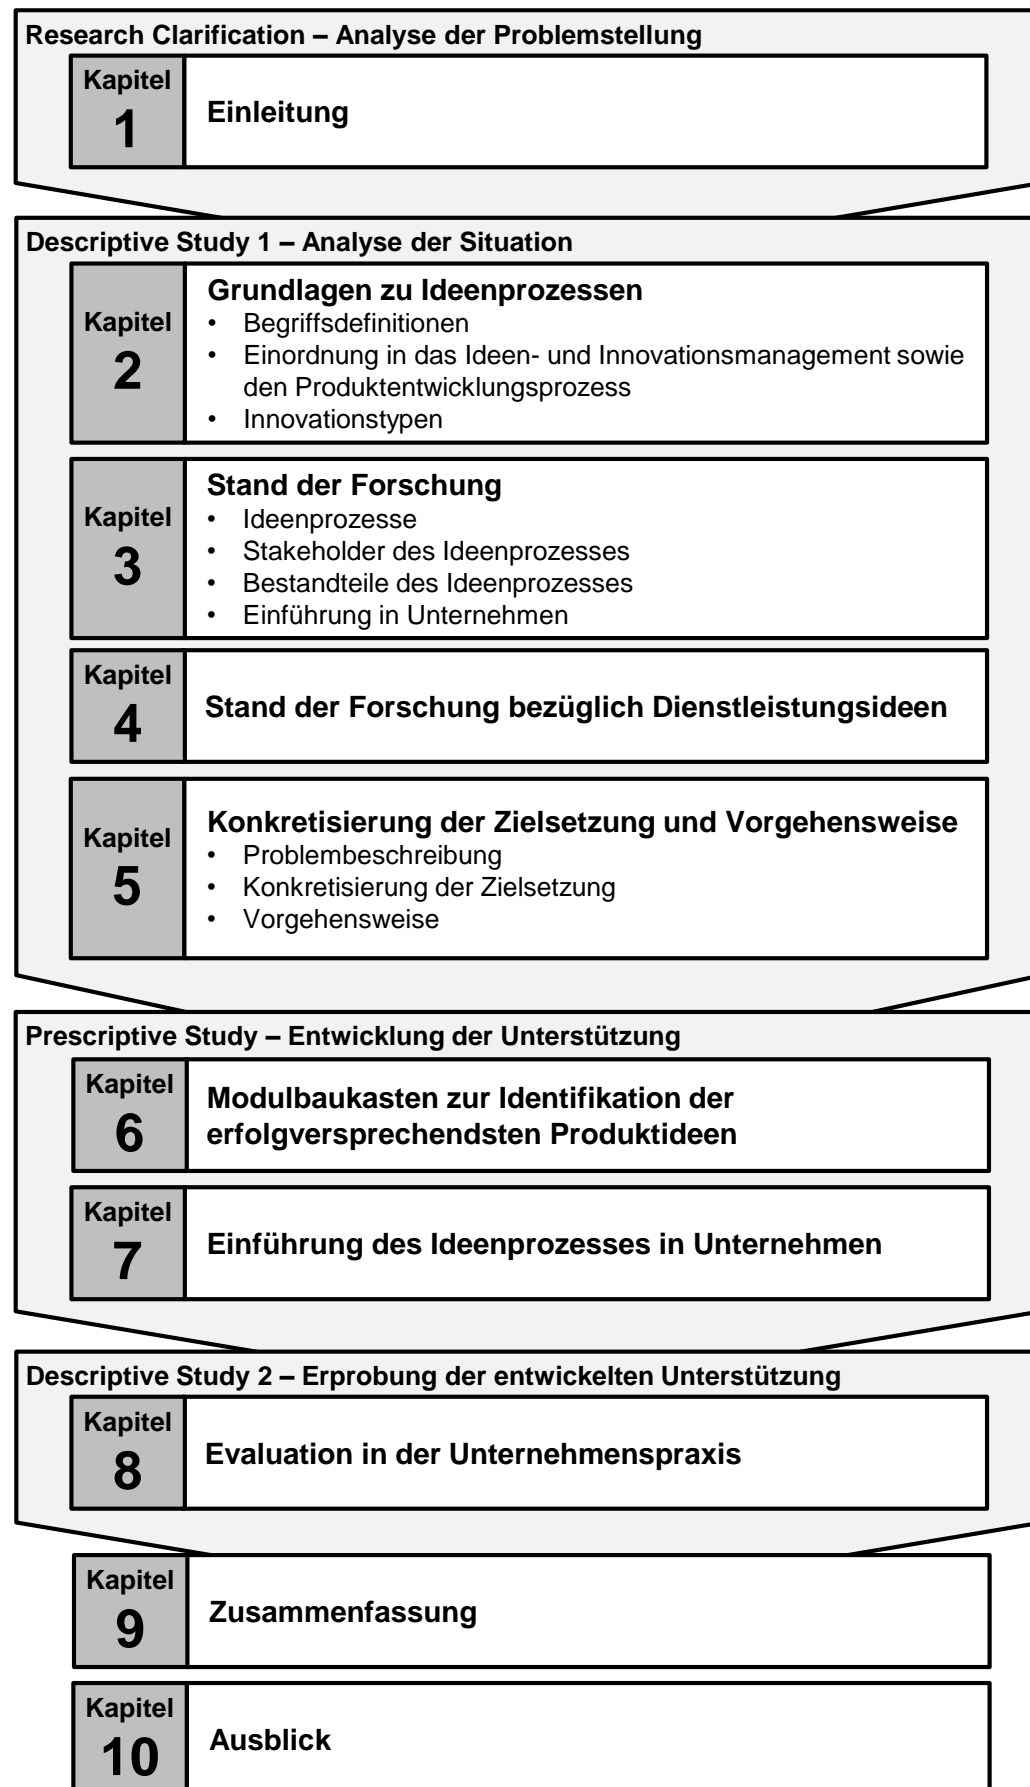 Research Clarification – Analyse der Problemstellung
Kapitel
1
Einleitung
Descriptive Study 1 – Analyse der Situation
Kapitel
2
Grundlagen zu Ideenprozessen
• Begriffsdefinitionen
• Einordnung in das Ideen- und Innovationsmanagement sowie
den Produktentwicklungsprozess
• Innovationstypen
Kapitel
3
Stand der Forschung
• Ideenprozesse
• Stakeholder des Ideenprozesses
• Bestandteile des Ideenprozesses
• Einführung in Unternehmen
Kapitel
4
Stand der Forschung bezüglich Dienstleistungsideen
Kapitel
5
Konkretisierung der Zielsetzung und Vorgehensweise
• Problembeschreibung
• Konkretisierung der Zielsetzung
• Vorgehensweise
Prescriptive Study – Entwicklung der Unterstützung
Kapitel
6
Modulbaukasten zur Identifikation der
erfolgversprechendsten Produktideen
Kapitel
7
Einführung des Ideenprozesses in Unternehmen
Descriptive Study 2 – Erprobung der entwickelten Unterstützung
Kapitel
8
Evaluation in der Unternehmenspraxis
Kapitel
9
Zusammenfassung
Kapitel
10
Ausblick